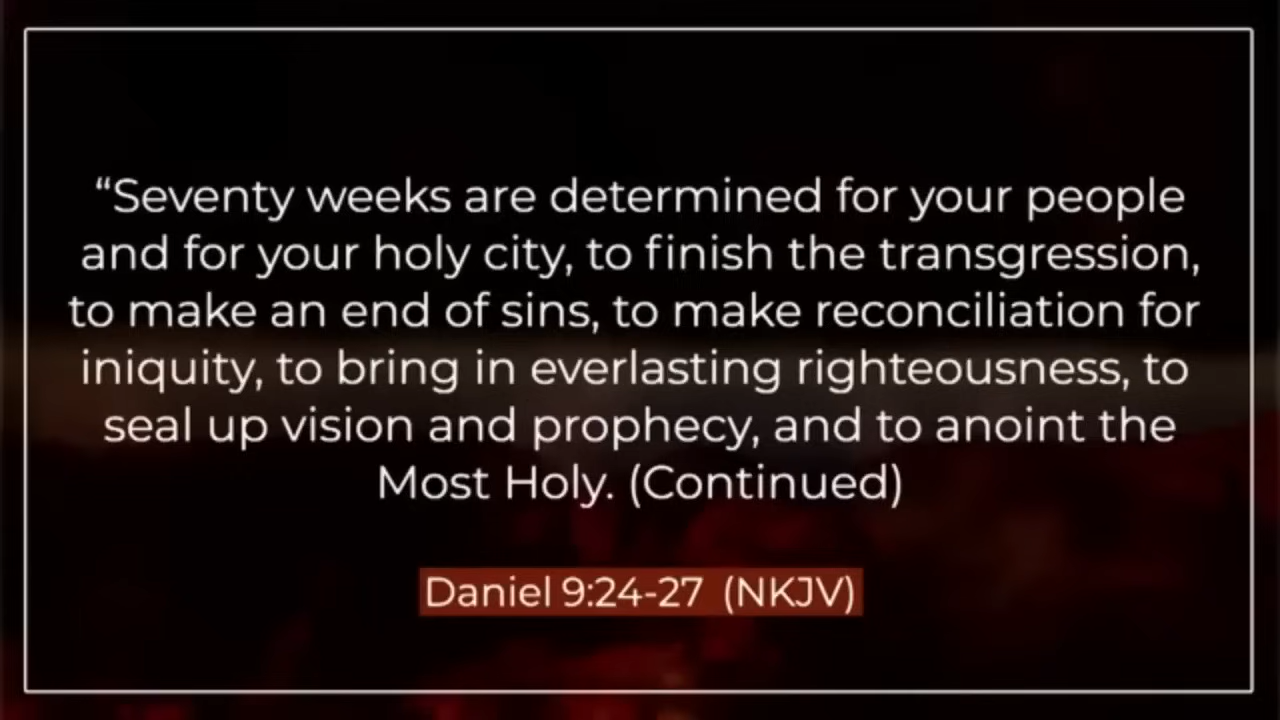 “Seventy weeks are determined for your people
and for your holy city, to finish the transgression,
to make an end of sins, to make reconciliation for
iniquity, to bring in everlasting righteousness, to
seal up vision and prophecy, and to anoint the
Most Holy. (Continued)
Daniel 9:24-27 (NKJV)